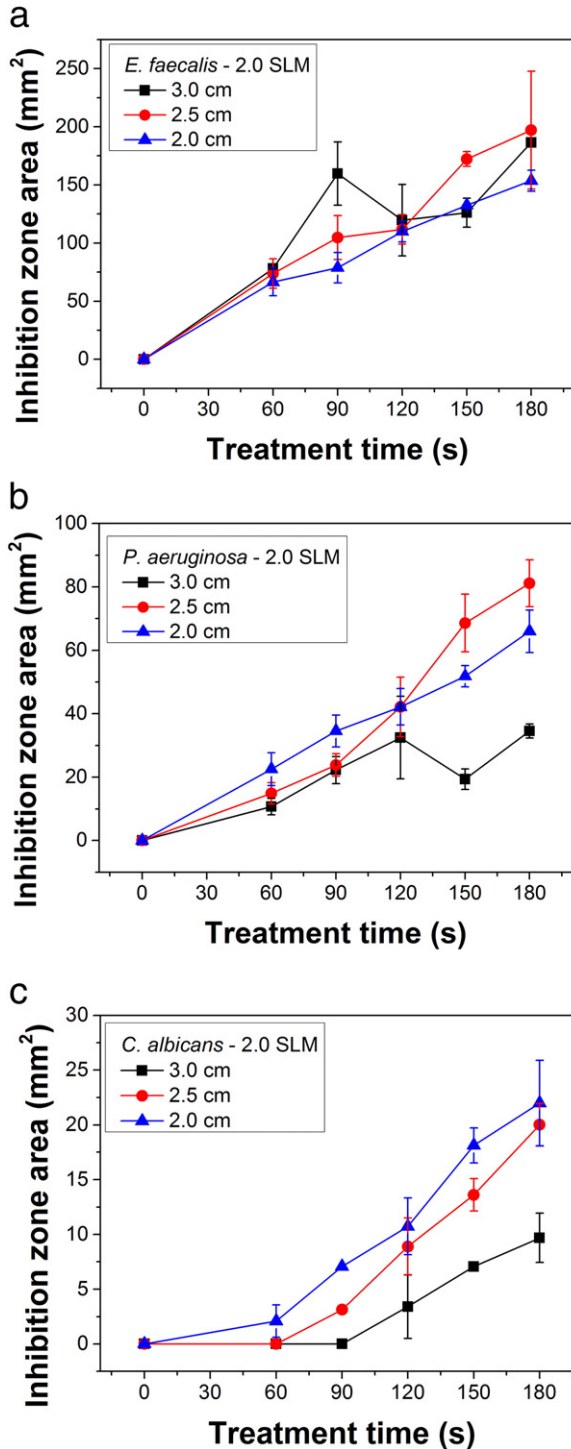 a
Inhibition zone area (mm²)
250
200
150
100
50
0
E. faecalis - 2.0 SLM
3.0 cm
2.5 cm
2.0 cm
0 30 60 90 120 150 180
Treatment time (s)
b
Inhibition zone area (mm²)
100
80
60
40
20
0
P. aeruginosa - 2.0 SLM
3.0 cm
2.5 cm
2.0 cm
0 30 60 90 120 150 180
Treatment time (s)
c
Inhibition zone area (mm²)
30
25
20
15
10
5
0
C. albicans - 2.0 SLM
3.0 cm
2.5 cm
2.0 cm
0 30 60 90 120 150 180
Treatment time (s)